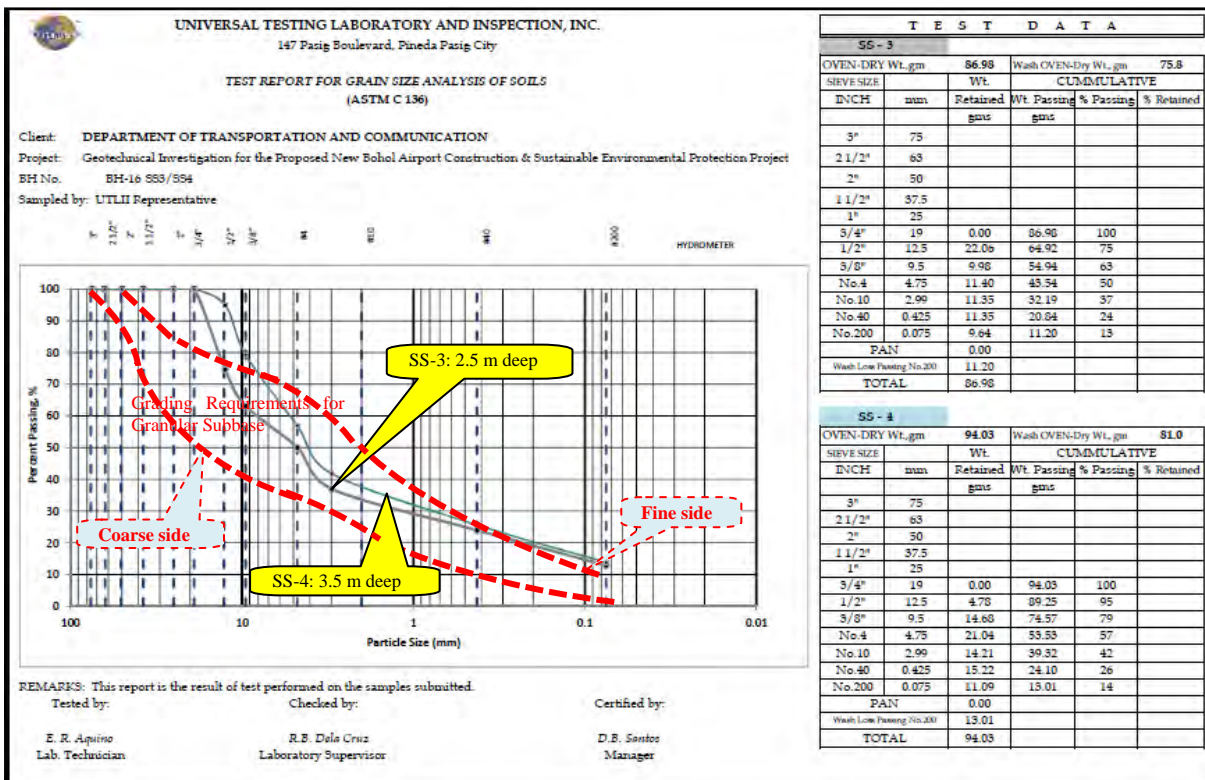 UNIVERSAL TESTING LABORATORY AND INSPECTION, INC.
147 Pasig Boulevard, Pineda Pasig City
TEST REPORT FOR GRAIN SIZE ANALYSIS OF SOILS
(ASTM C 136)
Client: DEPARTMENT OF TRANSPORTATION AND COMMUNICATION
Project: Geotechnical Investigation for the Proposed New Bohol Airport Construction & Sustainable Environmental Protection Project
BH No. BH-16 SS3/SS4
Sampled by: UTLII Representative
3" 2 1/2" 2" 1 1/2" 1" 3/4" 1/2" 3/8" #4 #10 #40 #200 HYDROMETER
100
90
80
70
60
50
40
30
20
10
0
Percent Passing, %
SS-3: 2.5 m deep
Grading Requirements for
Granular Subbase
Coarse side
Fine side
SS-4: 3.5 m deep
100 10 1 0.1 0.01
Particle Size (mm)
REMARKS: This report is the result of test performed on the samples submitted.
Tested by: Checked by: Certified by:
E. R. Aquino R.B. Dela Cruz D.B. Santos
Lab. Technician Laboratory Supervisor Manager
T E S T D A T A
SS - 3
OVEN-DRY Wt.,gm 86.98 Wash OVEN-Dry Wt., gm 75.8
SIEVE SIZE Wt. CUMMULATIVE
INCH mm Retained Wt. Passing % Passing % Retained
gms gms
3" 75
2 1/2" 63
2" 50
1 1/2" 37.5
1" 25
3/4" 19 0.00 86.98 100
1/2" 12.5 22.06 64.92 75
3/8" 9.5 9.98 54.94 63
No.4 4.75 11.40 43.54 50
No.10 2.99 11.35 32.19 37
No.40 0.425 11.35 20.84 24
No.200 0.075 9.64 11.20 13
PAN 0.00
Wash Loss Passing No.200 11.20
TOTAL 86.98
SS - 4
OVEN-DRY Wt.,gm 94.03 Wash OVEN-Dry Wt., gm 81.0
SIEVE SIZE Wt. CUMMULATIVE
INCH mm Retained Wt. Passing % Passing % Retained
gms gms
3" 75
2 1/2" 63
2" 50
1 1/2" 37.5
1" 25
3/4" 19 0.00 94.03 100
1/2" 12.5 4.78 89.25 95
3/8" 9.5 14.68 74.57 79
No.4 4.75 21.04 53.53 57
No.10 2.99 14.21 39.32 42
No.40 0.425 15.22 24.10 26
No.200 0.075 11.09 13.01 14
PAN 0.00
Wash Loss Passing No.200 13.01
TOTAL 94.03